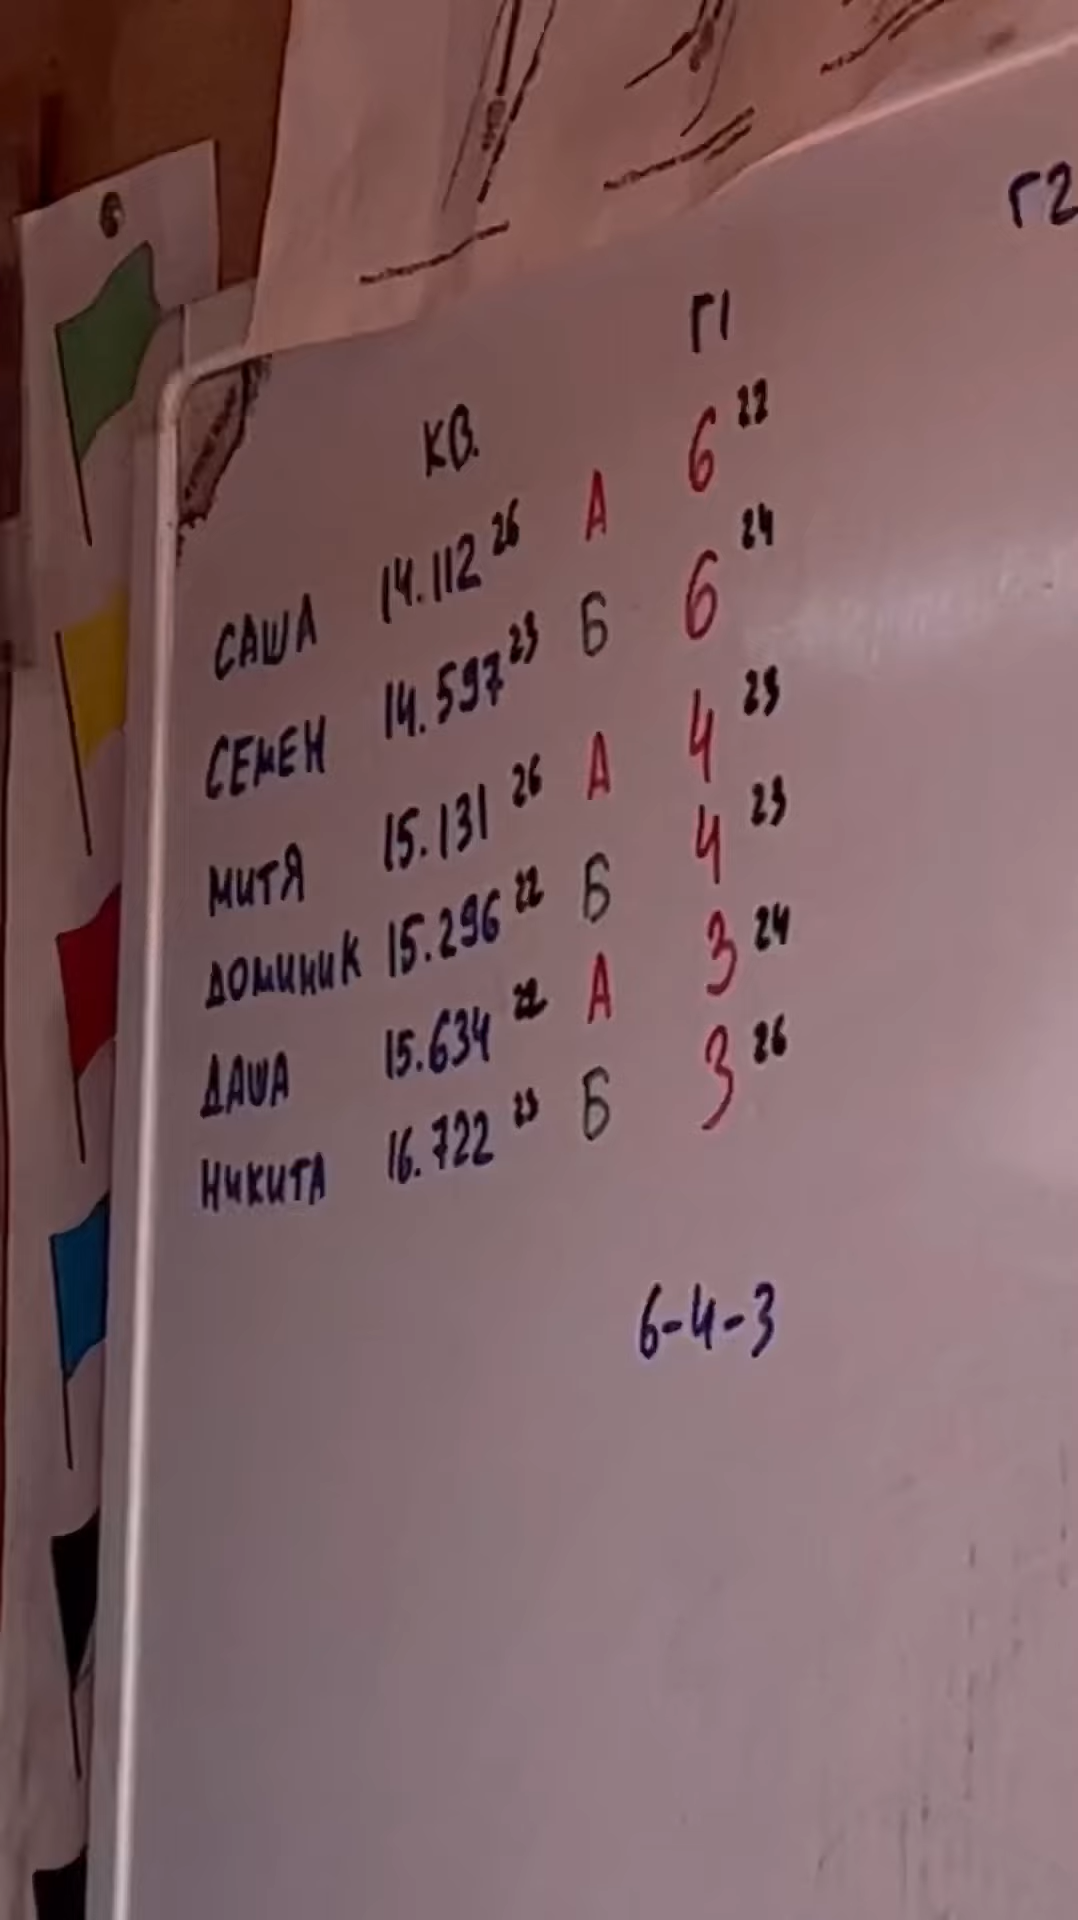 Г2
КВ. Г1
САША 14.112 26 А 6 22
СЕМЕН 14.597 23 Б 6 24
МИТЯ 15.131 26 А 4 23
ДОМИНИК 15.296 22 Б 4 23
ДАША 15.634 22 А 3 24
НИКИТА 16.722 23 Б 3 26
6-4-3